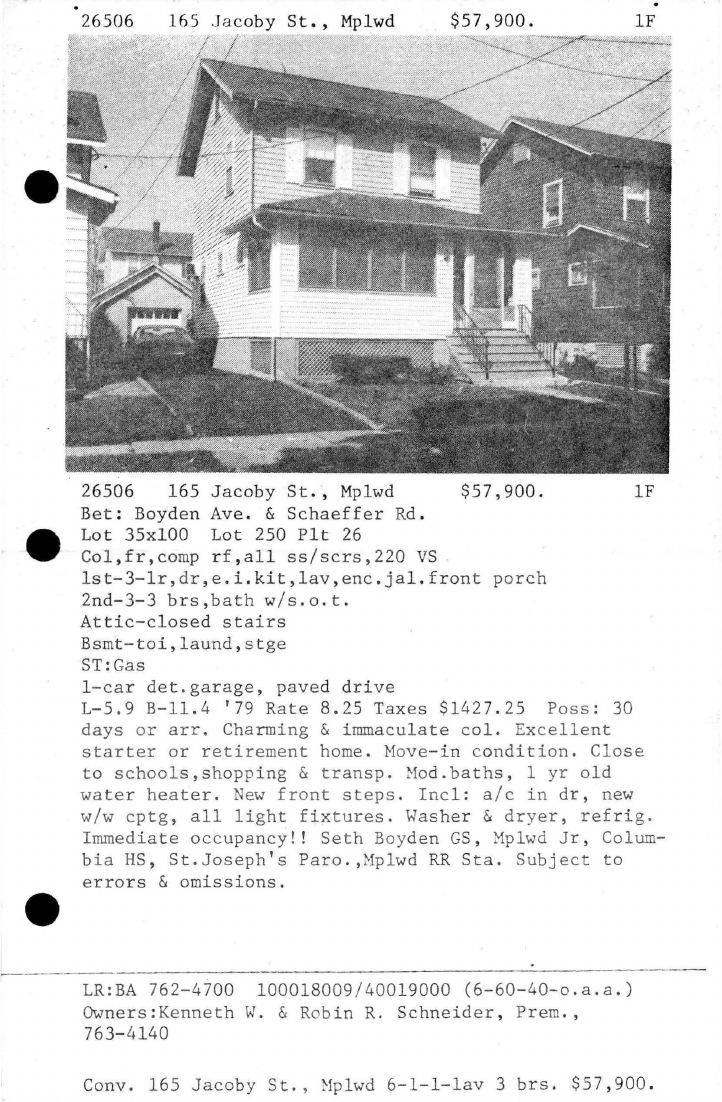 26506 165 Jacoby St., Mplwd $57,900. 1F
26506 165 Jacoby St., Mplwd $57,900. 1F
Bet: Boyden Ave. & Schaeffer Rd.
Lot 35x100 Lot 250 Plt 26
Col,fr,comp rf,all ss/scrs,220 VS
1st-3-lr,dr,e.i.kit,lav,enc.jal.front porch
2nd-3-3 brs,bath w/s.o.t.
Attic-closed stairs
Bsmt-toi,laund,stge
ST:Gas
1-car det.garage, paved drive
L-5.9 B-11.4 '79 Rate 8.25 Taxes $1427.25 Poss: 30
days or arr. Charming & immaculate col. Excellent
starter or retirement home. Move-in condition. Close
to schools,shopping & transp. Mod.baths, 1 yr old
water heater. New front steps. Incl: a/c in dr, new
w/w cptg, all light fixtures. Washer & dryer, refrig.
Immediate occupancy!! Seth Boyden GS, Mplwd Jr, Colum-
bia HS, St.Joseph's Paro.,Mplwd RR Sta. Subject to
errors & omissions.
LR:BA 762-4700 100018009/40019000 (6-60-40-o.a.a.)
Owners:Kenneth W. & Robin R. Schneider, Prem.,
763-4140
Conv. 165 Jacoby St., Mplwd 6-1-1-lav 3 brs. $57,900.